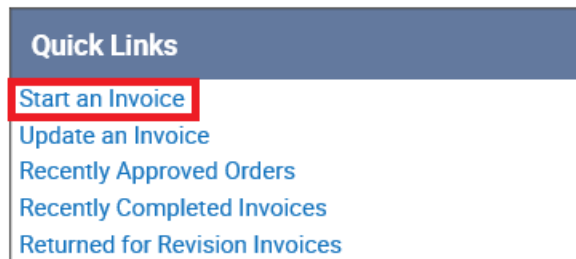 Quick Links
Start an Invoice
Update an Invoice
Recently Approved Orders
Recently Completed Invoices
Returned for Revision Invoices